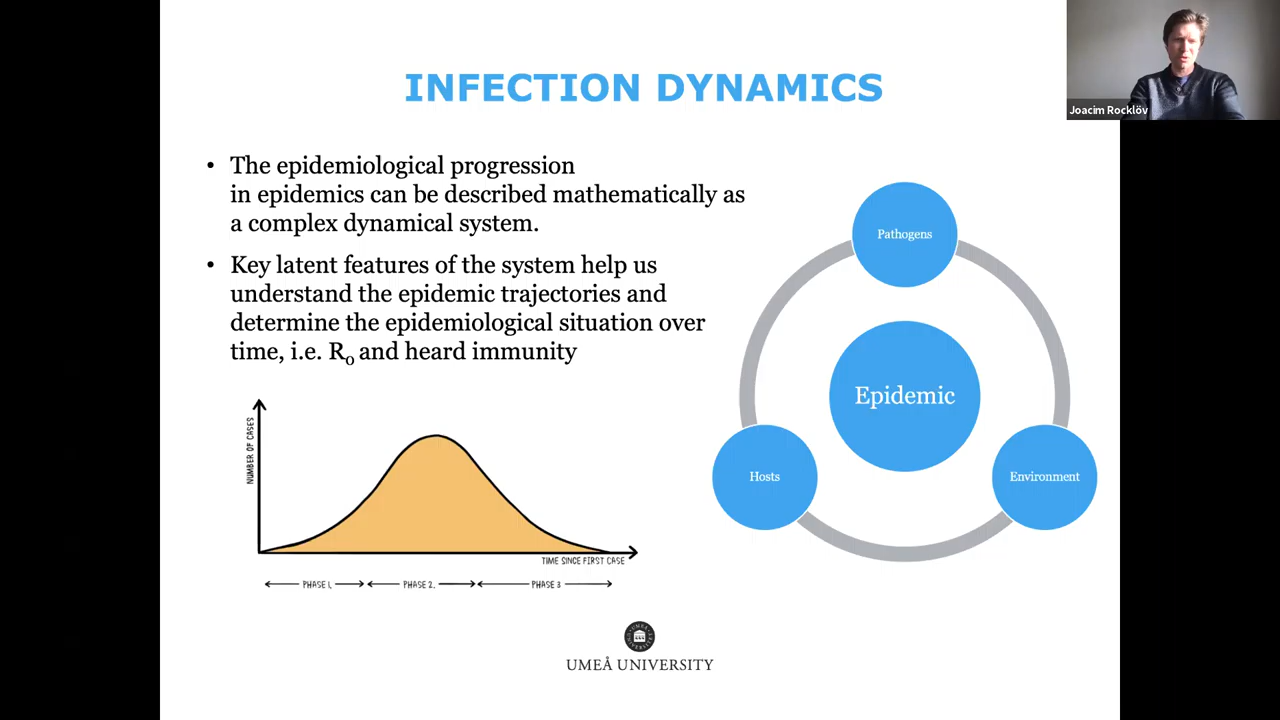 INFECTION DYNAMICS
Joacim Rocklöv
• The epidemiological progression
in epidemics can be described mathematically as
a complex dynamical system.
• Key latent features of the system help us
understand the epidemic trajectories and
determine the epidemiological situation over
time, i.e. R₀ and heard immunity
Pathogens
Epidemic
Hosts
Environment
NUMBER OF CASES
TIME SINCE FIRST CASE
PHASE 1.
PHASE 2.
PHASE 3
UMEÅ UNIVERSITY